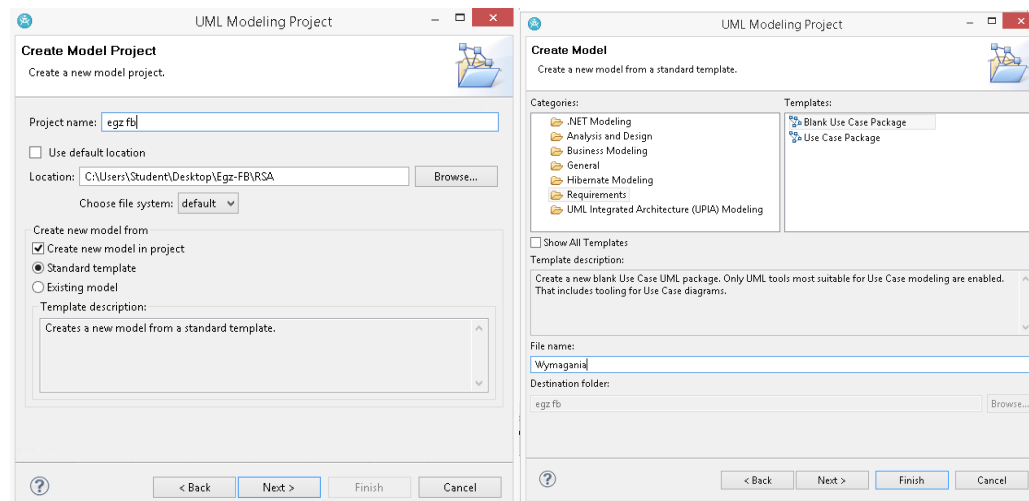 UML Modeling Project
Create Model Project
Create a new model project.
Project name: egz fb
Use default location
Location: C:\Users\Student\Desktop\Egz-FB\RSA Browse...
Choose file system: default
Create new model from
Create new model in project
Standard template
Existing model
Template description:
Creates a new model from a standard template.
? < Back Next > Finish Cancel
UML Modeling Project
Create Model
Create a new model from a standard template.
Categories: Templates:
.NET Modeling Blank Use Case Package
Analysis and Design Use Case Package
Business Modeling
General
Hibernate Modeling
Requirements
UML Integrated Architecture (UPIA) Modeling
Show All Templates
Template description:
Create a new blank Use Case UML package. Only UML tools most suitable for Use Case modeling are enabled.
That includes tooling for Use Case diagrams.
File name:
Wymagania
Destination folder:
egz fb Browse...
? < Back Next > Finish Cancel